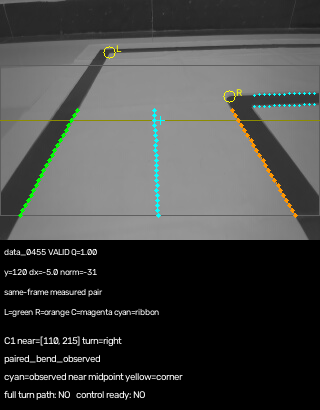 L
R
data_0455 VALID Q=1.00
y=120 dx=-5.0 norm=-31
same-frame measured pair
L=green R=orange C=magenta cyan=ribbon
C1 near=[110, 215] turn=right
paired_bend_observed
cyan=observed near midpoint yellow=corner
full turn path: NO control ready: NO